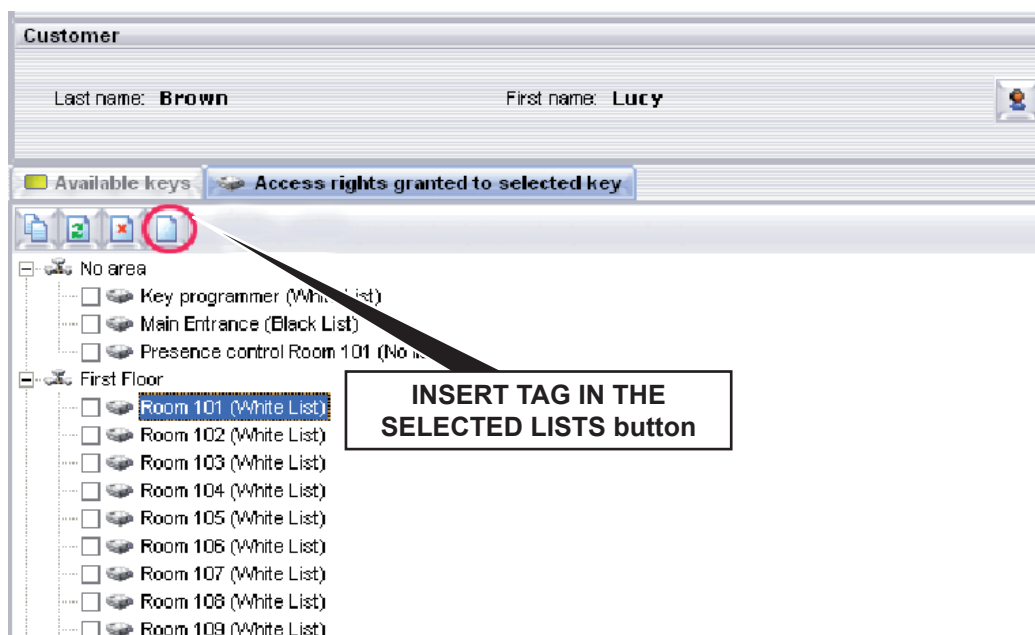 Customer
Last name: Brown First name: Lucy
Available keys Access rights granted to selected key
No area
Key programmer (White List)
Main Entrance (Black List)
Presence control Room 101 (No
First Floor
INSERT TAG IN THE
SELECTED LISTS button
Room 101 (White List)
Room 102 (White List)
Room 103 (White List)
Room 104 (White List)
Room 105 (White List)
Room 106 (White List)
Room 107 (White List)
Room 108 (White List)
Room 109 (White List)